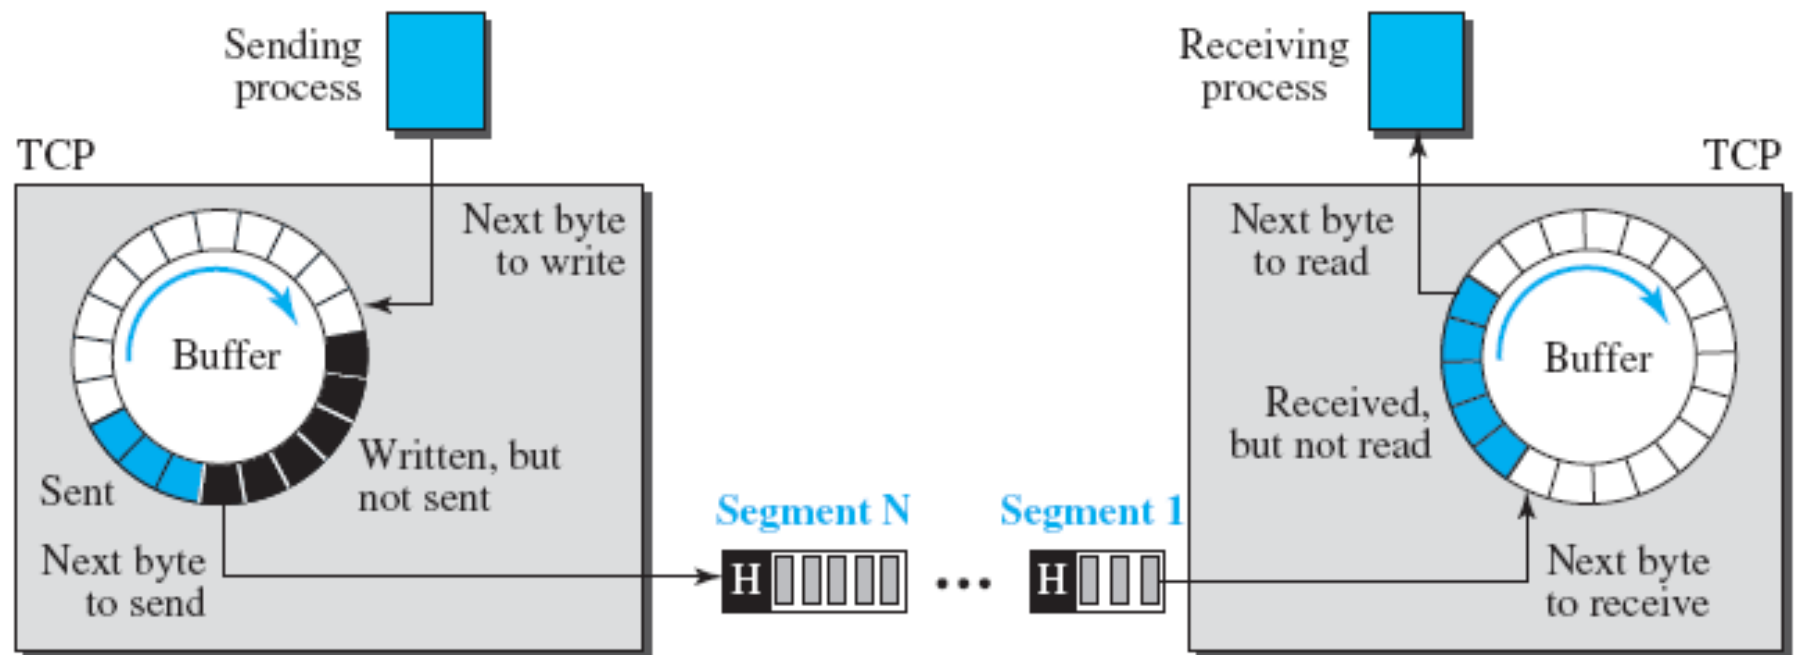 Sending
process
Receiving
process
TCP
TCP
Next byte
to write
Buffer
Sent
Written, but
not sent
Next byte
to send
Segment N
H
...
Segment 1
H
Next byte
to read
Buffer
Received,
but not read
Next byte
to receive